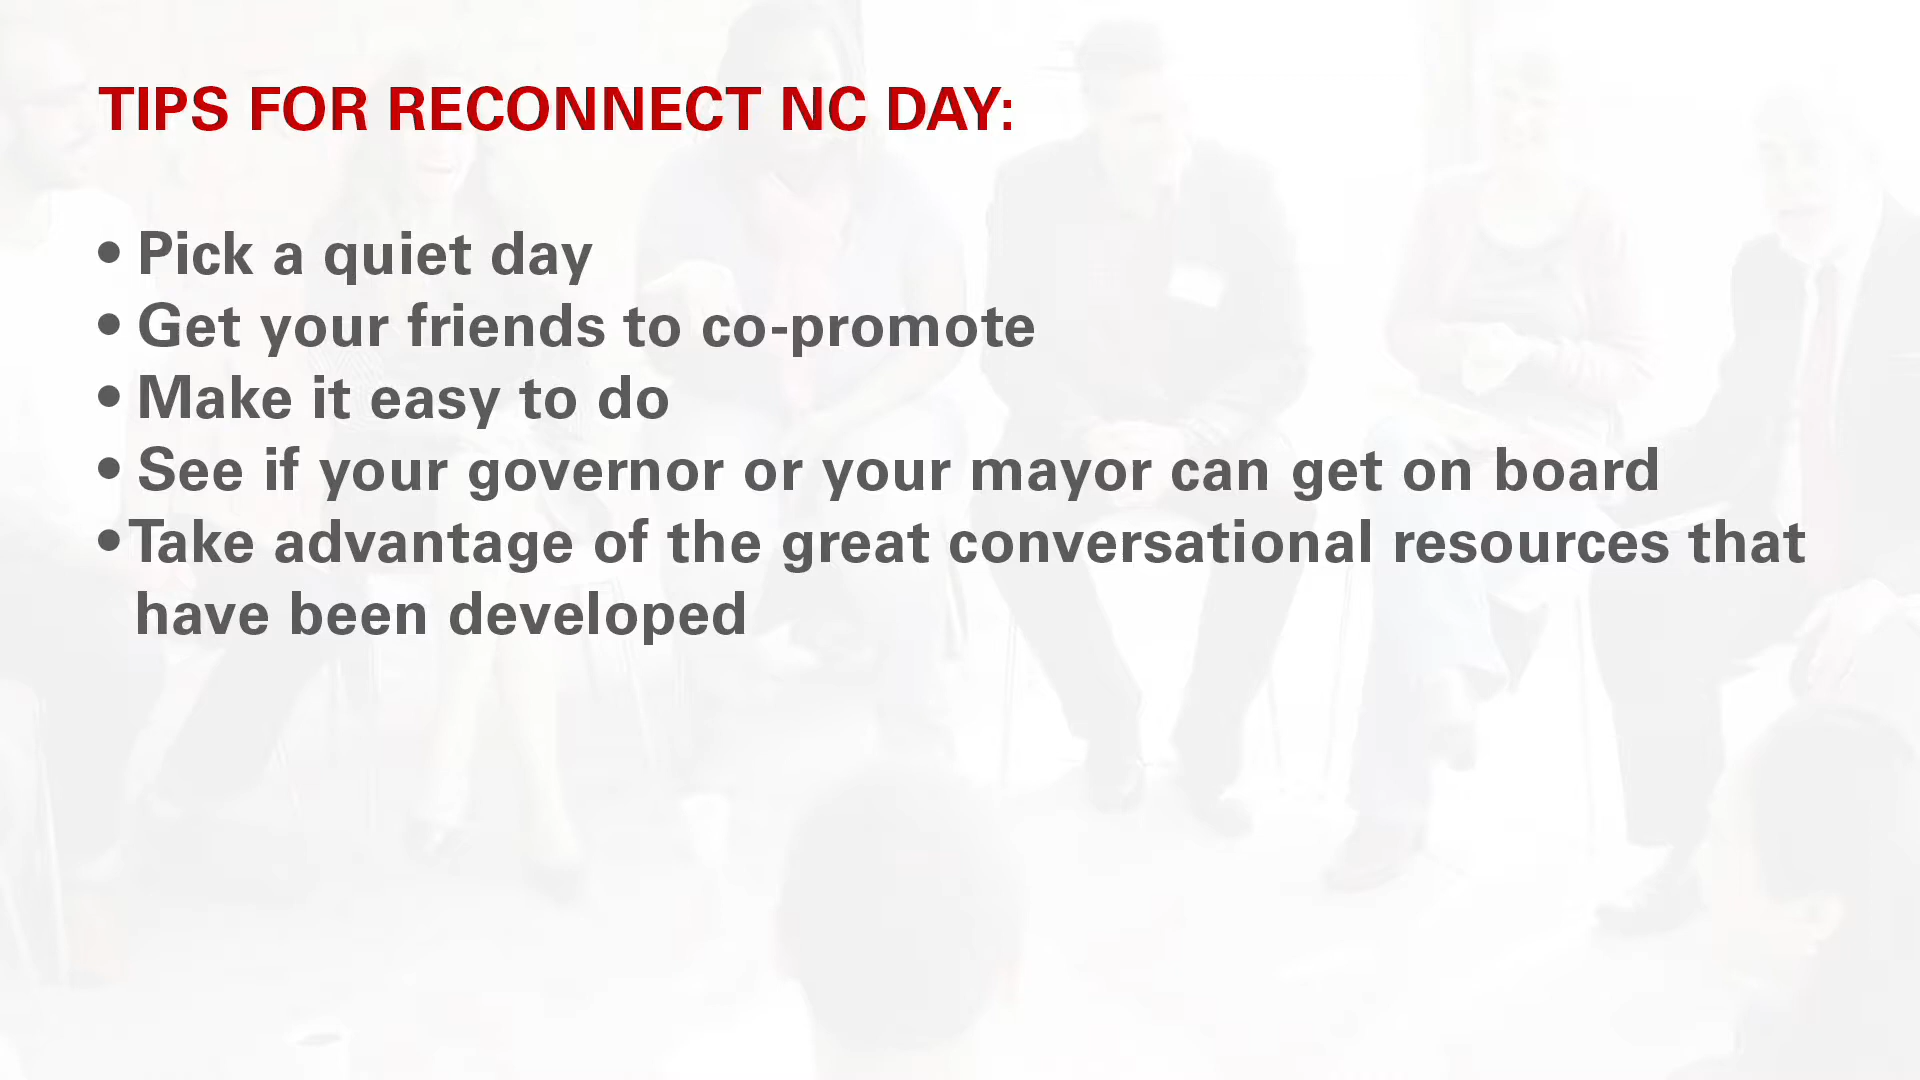 TIPS FOR RECONNECT NC DAY:
• Pick a quiet day
• Get your friends to co-promote
• Make it easy to do
• See if your governor or your mayor can get on board
•Take advantage of the great conversational resources that
have been developed